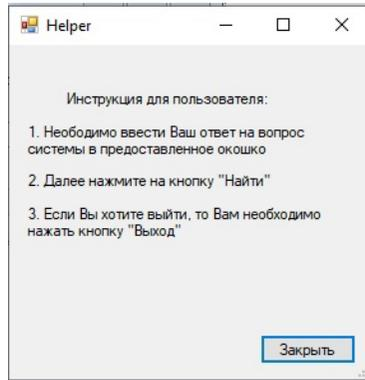 Helper
Инструкция для пользователя:
1. Неободимо ввести Ваш ответ на вопрос
системы в предоставленное окошко
2. Далее нажмите на кнопку "Найти"
3. Если Вы хотите выйти, то Вам необходимо
нажать кнопку "Выход"
Закрыть